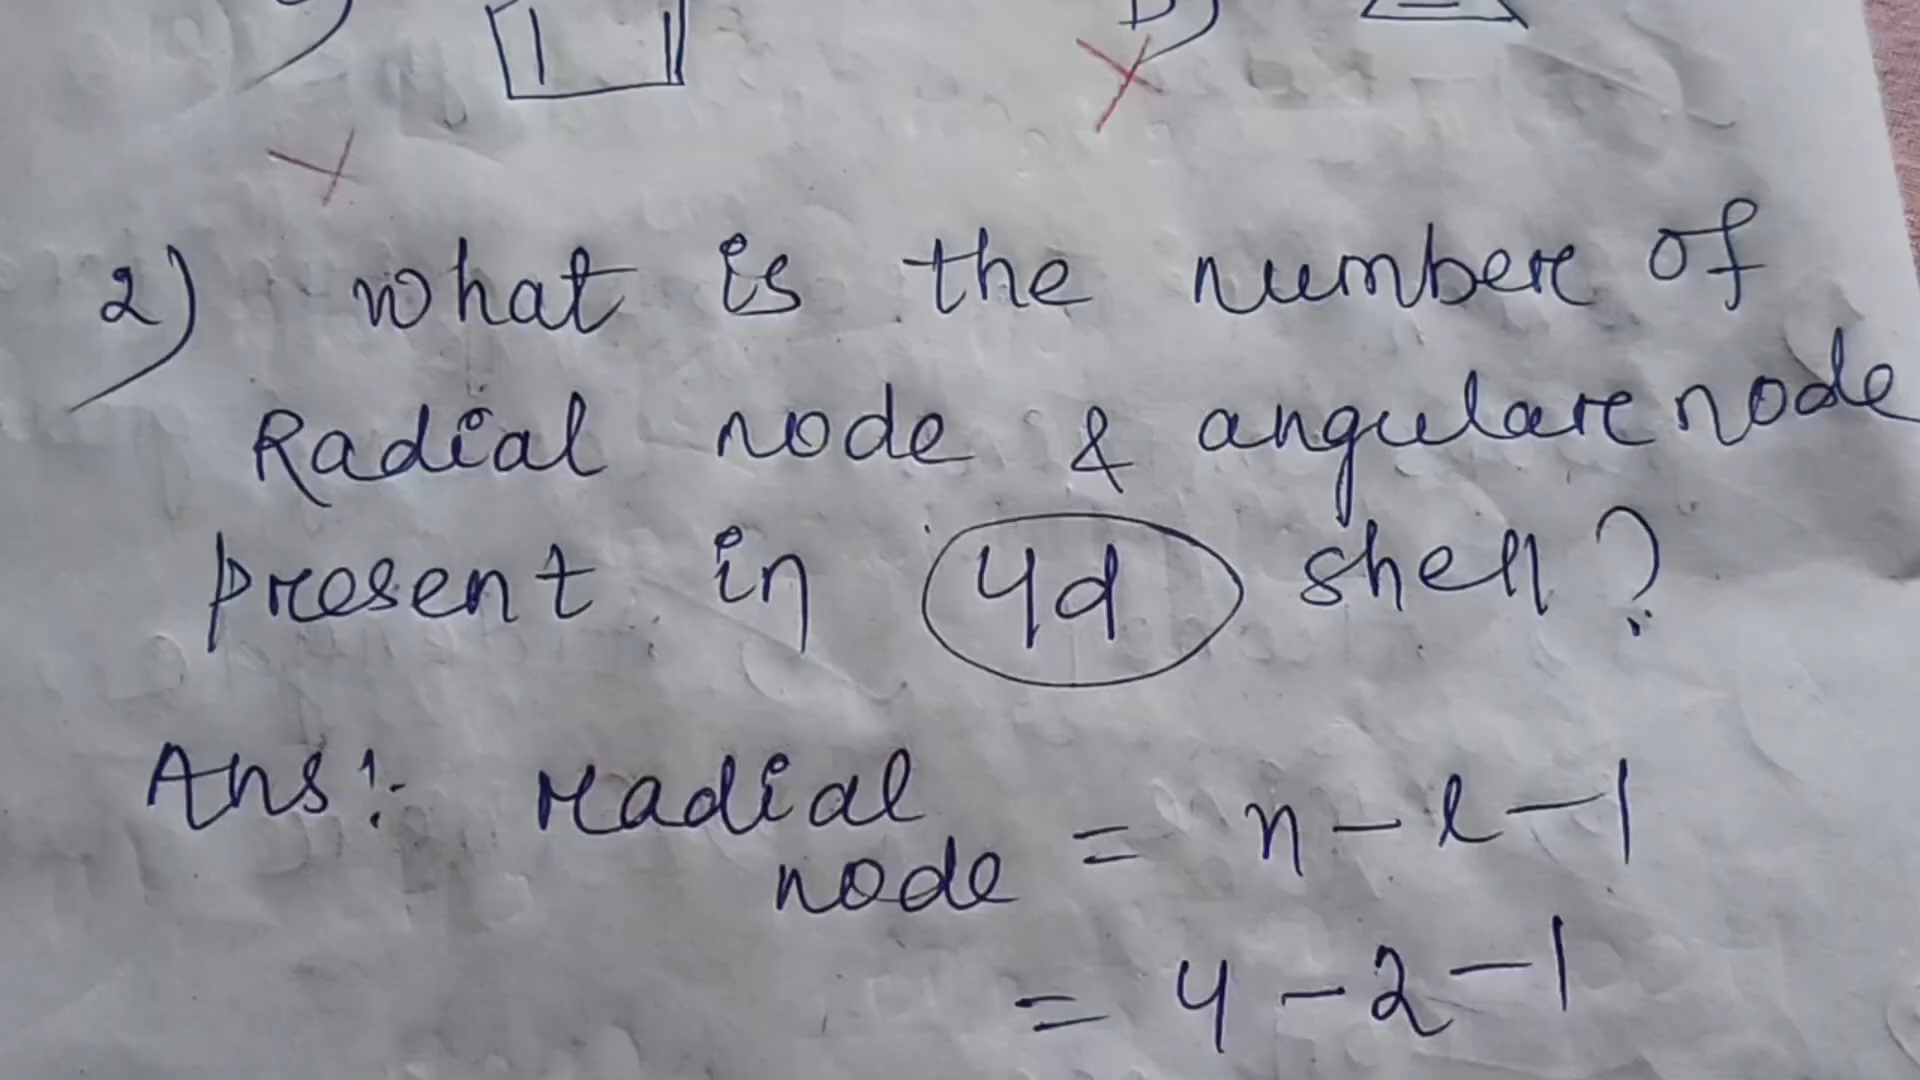 2) What is the number of
Radial node & angular node
present in 4d shell?
Ans:- radial
node = n - l - 1
= 4 - 2 - 1